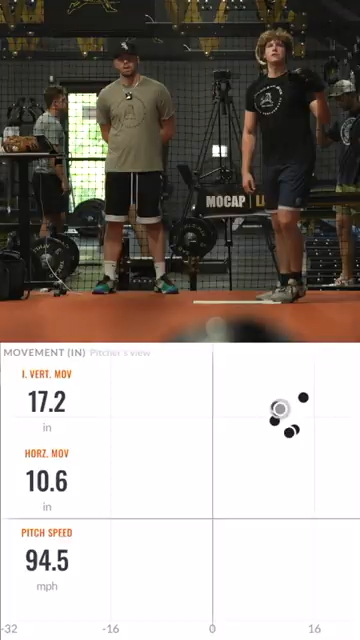 MOCAP | L
MOVEMENT (IN) Pitcher's view
I. VERT. MOV
17.2
in
HORZ. MOV
10.6
in
PITCH SPEED
94.5
mph
-32 -16 0 16